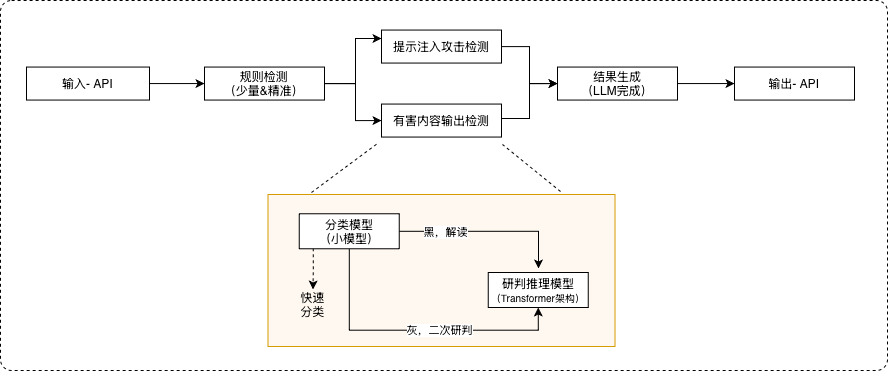 输入- API
规则检测
（少量&精准）
提示注入攻击检测
有害内容输出检测
结果生成
（LLM完成）
输出- API
分类模型
（小模型）
黑，解读
快速
分类
研判推理模型
（Transformer架构）
灰，二次研判